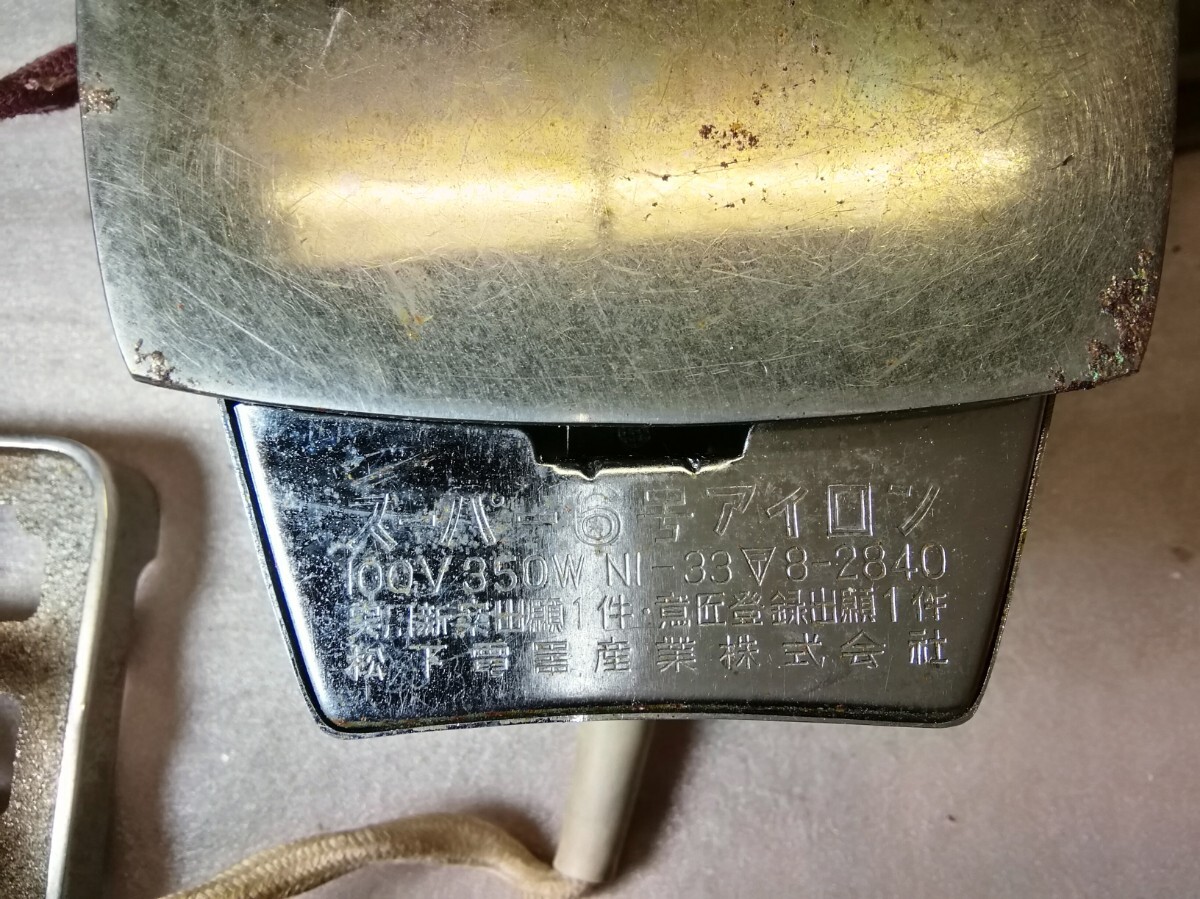 スーパー6号アイロン
100V 350W NI-33 〒 8-2840
実用新案出願1件・意匠登録出願1件
松下電器産業株式会社